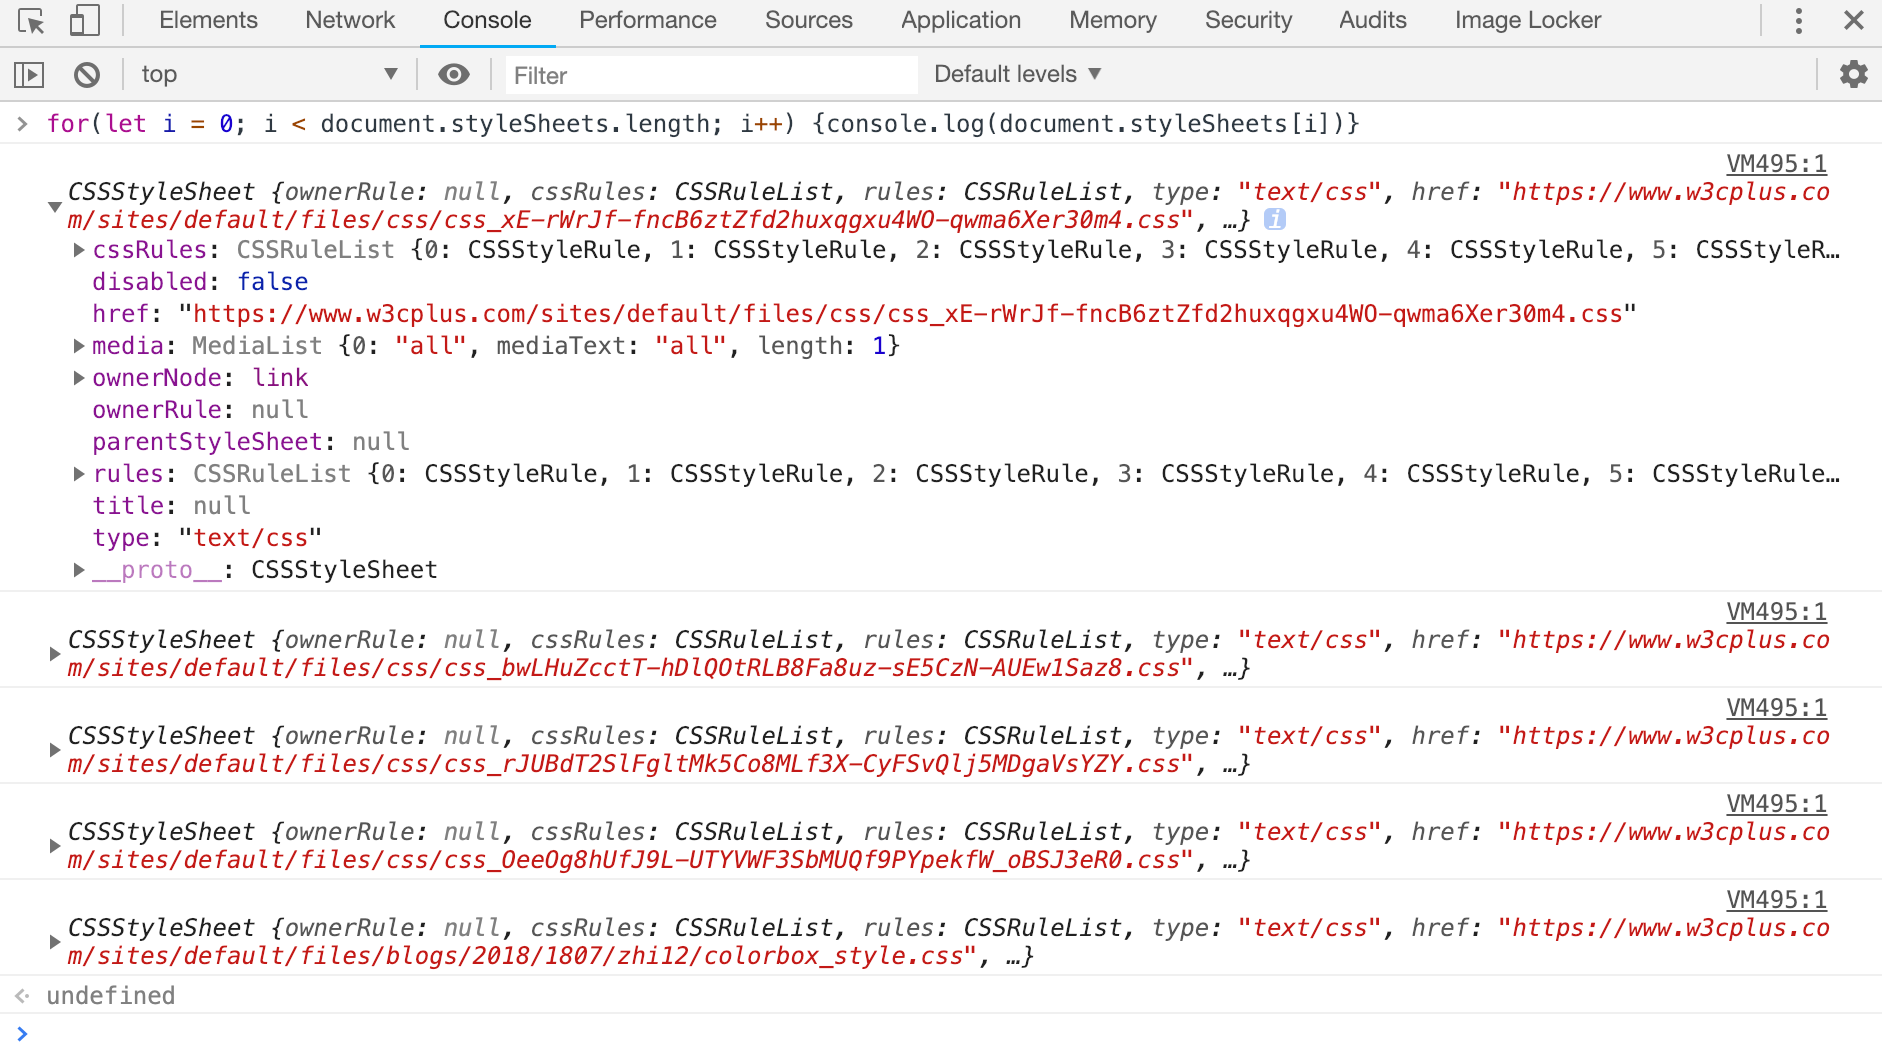 Elements Network Console Performance Sources Application Memory Security Audits Image Locker
top Filter Default levels
for(let i = 0; i < document.styleSheets.length; i++) {console.log(document.styleSheets[i])}
VM495:1
CSSStyleSheet {ownerRule: null, cssRules: CSSRuleList, rules: CSSRuleList, type: "text/css", href: "https://www.w3cplus.co
m/sites/default/files/css/css_xE-rWrJf-fncB6ztZfd2huxqgxu4WO-qwma6Xer30m4.css", …} i
cssRules: CSSRuleList {0: CSSStyleRule, 1: CSSStyleRule, 2: CSSStyleRule, 3: CSSStyleRule, 4: CSSStyleRule, 5: CSSStyleR…
disabled: false
href: "https://www.w3cplus.com/sites/default/files/css/css_xE-rWrJf-fncB6ztZfd2huxqgxu4WO-qwma6Xer30m4.css"
media: MediaList {0: "all", mediaText: "all", length: 1}
ownerNode: link
ownerRule: null
parentStyleSheet: null
rules: CSSRuleList {0: CSSStyleRule, 1: CSSStyleRule, 2: CSSStyleRule, 3: CSSStyleRule, 4: CSSStyleRule, 5: CSSStyleRule…
title: null
type: "text/css"
__proto__: CSSStyleSheet
VM495:1
CSSStyleSheet {ownerRule: null, cssRules: CSSRuleList, rules: CSSRuleList, type: "text/css", href: "https://www.w3cplus.co
m/sites/default/files/css/css_bwLHuZcctT-hDlQOtRLB8Fa8uz-sE5CzN-AUEw1Saz8.css", …}
VM495:1
CSSStyleSheet {ownerRule: null, cssRules: CSSRuleList, rules: CSSRuleList, type: "text/css", href: "https://www.w3cplus.co
m/sites/default/files/css/css_rJUBdT2SlFgltMk5Co8MLf3X-CyFSvQlj5MDgaVsYZY.css", …}
VM495:1
CSSStyleSheet {ownerRule: null, cssRules: CSSRuleList, rules: CSSRuleList, type: "text/css", href: "https://www.w3cplus.co
m/sites/default/files/css/css_OeeOg8hUfJ9L-UTYVWF3SbMUQf9PYpekfW_oBSJ3eR0.css", …}
VM495:1
CSSStyleSheet {ownerRule: null, cssRules: CSSRuleList, rules: CSSRuleList, type: "text/css", href: "https://www.w3cplus.co
m/sites/default/files/blogs/2018/1807/zhi12/colorbox_style.css", …}
undefined